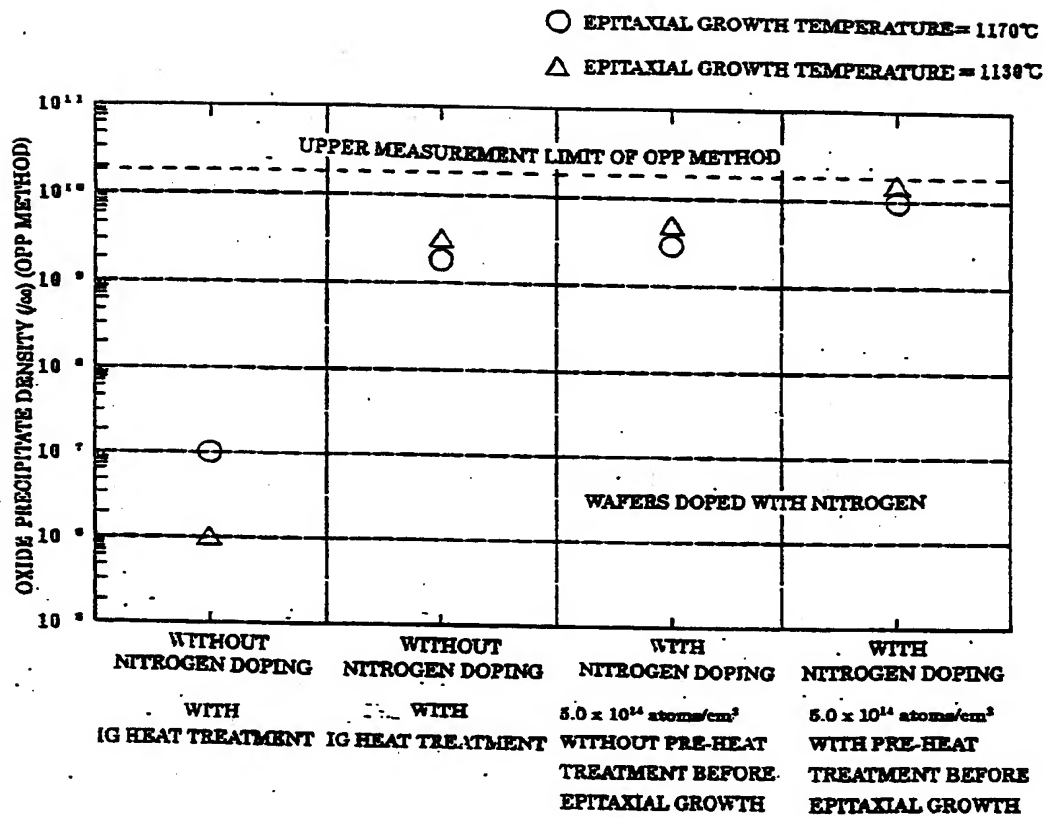 ○ EPITAXIAL GROWTH TEMPERATURE= 1170℃
△ EPITAXIAL GROWTH TEMPERATURE = 1130℃
OXIDE PRECIPITATE DENSITY (/cc) (OPP METHOD)
10¹¹
UPPER MEASUREMENT LIMIT OF OPP METHOD
10¹⁰
10⁹
10⁸
10⁷
WAFERS DOPED WITH NITROGEN
10⁶
10⁵
WITHOUT
NITROGEN DOPING
WITH
IG HEAT TREATMENT
WITHOUT
NITROGEN DOPING
WITH
IG HEAT TREATMENT
WITH
NITROGEN DOPING
5.0 x 10¹⁴ atoms/cm³
WITHOUT PRE-HEAT
TREATMENT BEFORE
EPITAXIAL GROWTH
WITH
NITROGEN DOPING
5.0 x 10¹⁴ atoms/cm³
WITH PRE-HEAT
TREATMENT BEFORE
EPITAXIAL GROWTH